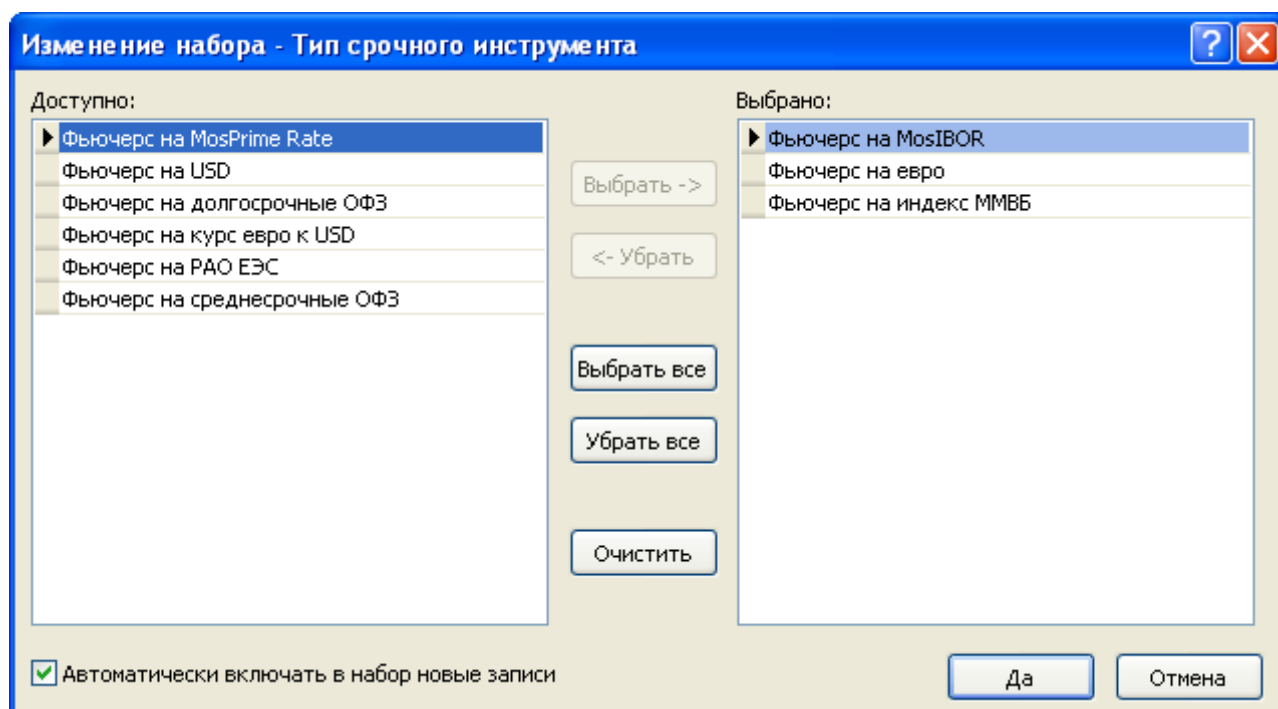 Изменение набора - Тип срочного инструмента
Доступно:
Фьючерс на MosPrime Rate
Фьючерс на USD
Фьючерс на долгосрочные ОФЗ
Фьючерс на курс евро к USD
Фьючерс на РАО ЕЭС
Фьючерс на среднесрочные ОФЗ
Выбрать ->
<- Убрать
Выбрать все
Убрать все
Очистить
Выбрано:
Фьючерс на MosIBOR
Фьючерс на евро
Фьючерс на индекс ММВБ
Автоматически включать в набор новые записи
Да
Отмена